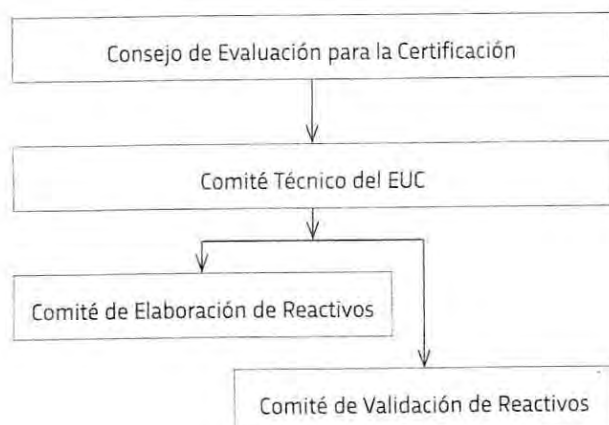 Consejo de Evaluación para la Certificación
Comité Técnico del EUC
Comité de Elaboración de Reactivos
Comité de Validación de Reactivos